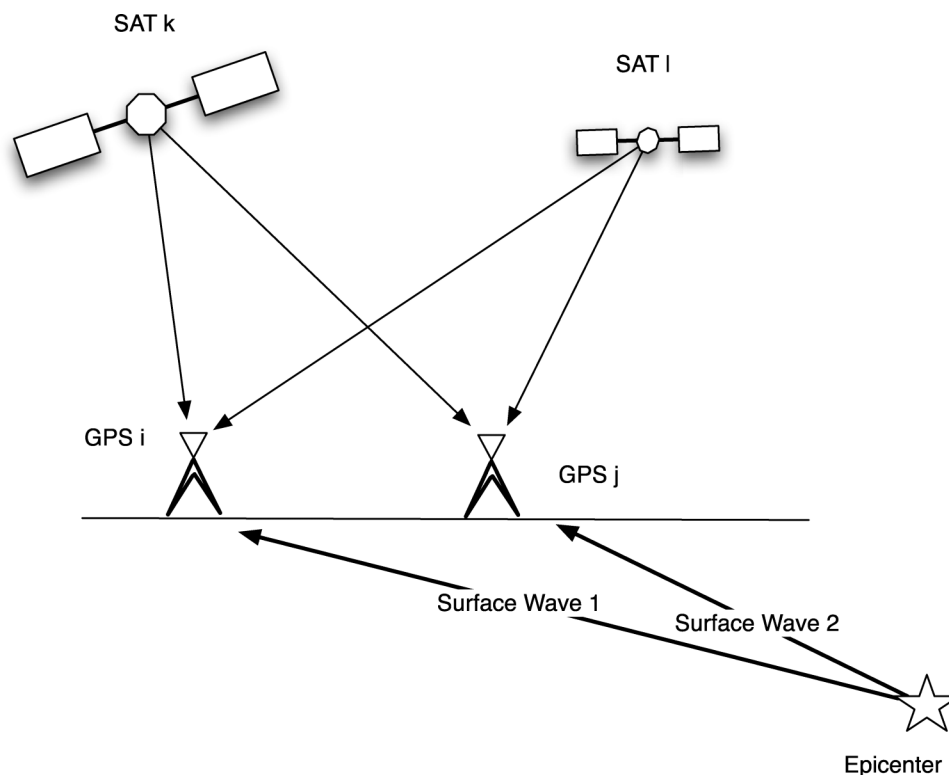 SAT k
SAT l
GPS i
GPS j
Surface Wave 1
Surface Wave 2
Epicenter